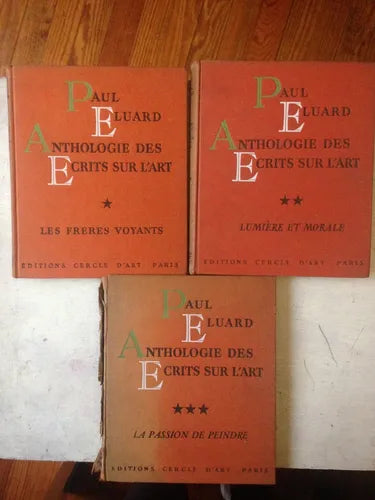 PAUL
ELUARD
ANTHOLOGIE DES
ECRITS SUR L'ART
★
LES FRERES VOYANTS
EDITIONS CERCLE D'ART PARIS
PAUL
ELUARD
ANTHOLOGIE DES
ECRITS SUR L'ART
★★
LUMIÈRE ET MORALE
EDITIONS CERCLE D'ART PARIS
PAUL
ELUARD
ANTHOLOGIE DES
ECRITS SUR L'ART
★★★
LA PASSION DE PEINDRE
EDITIONS CERCLE D'ART PARIS